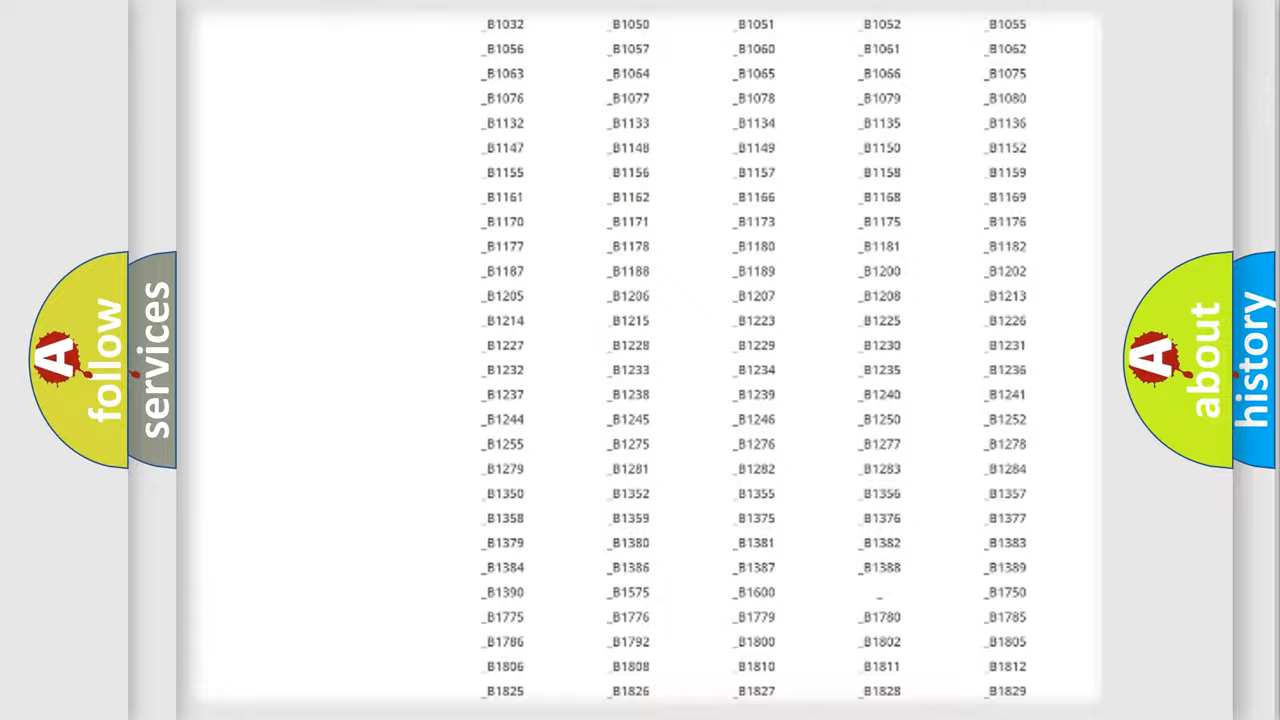 _B1032 _B1050 _B1051 _B1052 _B1055
_B1056 _B1057 _B1060 _B1061 _B1062
_B1063 _B1064 _B1065 _B1066 _B1075
_B1076 _B1077 _B1078 _B1079 _B1080
_B1132 _B1133 _B1134 _B1135 _B1136
_B1147 _B1148 _B1149 _B1150 _B1152
_B1155 _B1156 _B1157 _B1158 _B1159
_B1161 _B1162 _B1166 _B1168 _B1169
_B1170 _B1171 _B1173 _B1175 _B1176
_B1177 _B1178 _B1180 _B1181 _B1182
_B1187 _B1188 _B1189 _B1200 _B1202
_B1205 _B1206 _B1207 _B1208 _B1213
_B1214 _B1215 _B1223 _B1225 _B1226
_B1227 _B1228 _B1229 _B1230 _B1231
_B1232 _B1233 _B1234 _B1235 _B1236
_B1237 _B1238 _B1239 _B1240 _B1241
_B1244 _B1245 _B1246 _B1250 _B1252
_B1255 _B1275 _B1276 _B1277 _B1278
_B1279 _B1281 _B1282 _B1283 _B1284
_B1350 _B1352 _B1355 _B1356 _B1357
_B1358 _B1359 _B1375 _B1376 _B1377
_B1379 _B1380 _B1381 _B1382 _B1383
_B1384 _B1386 _B1387 _B1388 _B1389
_B1390 _B1575 _B1600 _ _B1750
_B1775 _B1776 _B1779 _B1780 _B1785
_B1786 _B1792 _B1800 _B1802 _B1805
_B1806 _B1808 _B1810 _B1811 _B1812
_B1825 _B1826 _B1827 _B1828 _B1829
A
follow
services
A
about
history